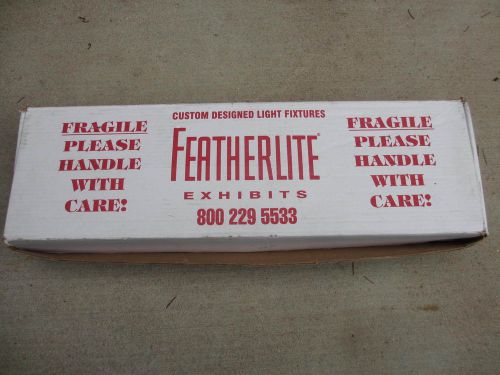 FRAGILE
PLEASE
HANDLE
WITH
CARE!
CUSTOM DESIGNED LIGHT FIXTURES
FEATHERLITE®
EXHIBITS
800 229 5533
FRAGILE
PLEASE
HANDLE
WITH
CARE!